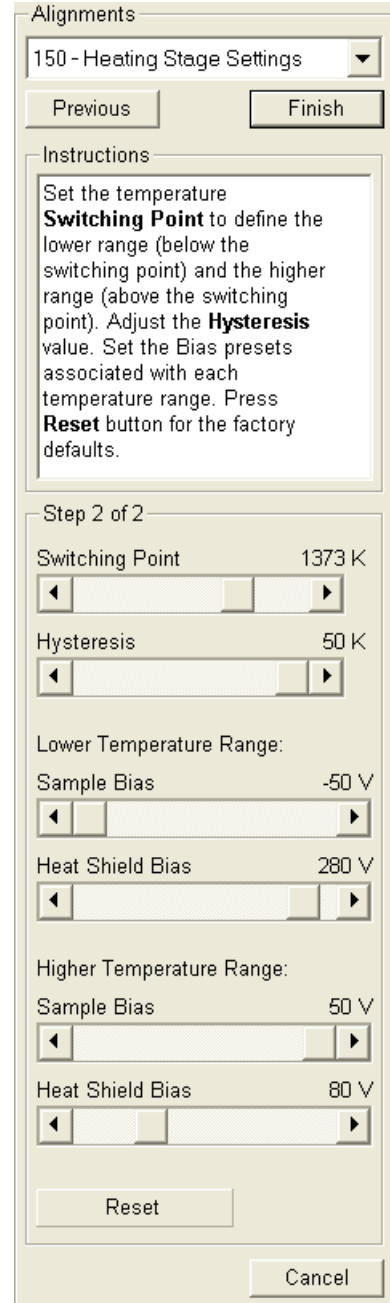 Alignments
150 - Heating Stage Settings
Previous Finish
Instructions
Set the temperature
Switching Point to define the
lower range (below the
switching point) and the higher
range (above the switching
point). Adjust the Hysteresis
value. Set the Bias presets
associated with each
temperature range. Press
Reset button for the factory
defaults.
Step 2 of 2
Switching Point 1373 K
Hysteresis 50 K
Lower Temperature Range:
Sample Bias -50 V
Heat Shield Bias 280 V
Higher Temperature Range:
Sample Bias 50 V
Heat Shield Bias 80 V
Reset
Cancel